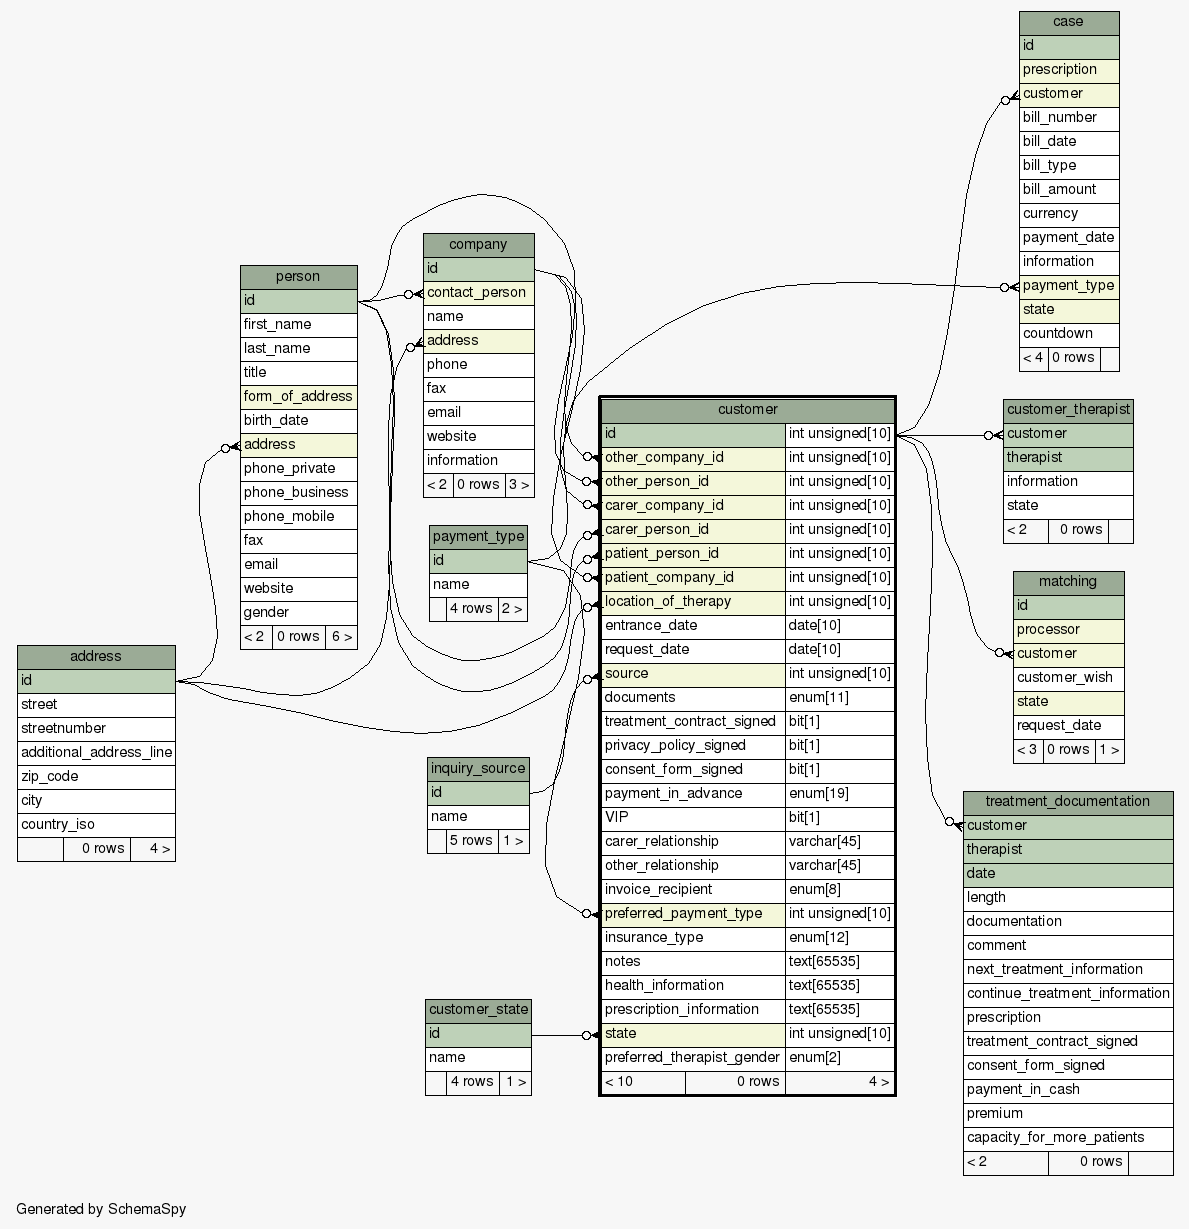 case
id
prescription
customer
bill_number
bill_date
bill_type
bill_amount
currency
payment_date
information
payment_type
state
countdown
< 4 0 rows
company
id
contact_person
name
address
phone
fax
email
website
information
< 2 0 rows 3 >
person
id
first_name
last_name
title
form_of_address
birth_date
address
phone_private
phone_business
phone_mobile
fax
email
website
gender
< 2 0 rows 6 >
customer
id int unsigned[10]
other_company_id int unsigned[10]
other_person_id int unsigned[10]
carer_company_id int unsigned[10]
carer_person_id int unsigned[10]
patient_person_id int unsigned[10]
patient_company_id int unsigned[10]
location_of_therapy int unsigned[10]
entrance_date date[10]
request_date date[10]
source int unsigned[10]
documents enum[11]
treatment_contract_signed bit[1]
privacy_policy_signed bit[1]
consent_form_signed bit[1]
payment_in_advance enum[19]
VIP bit[1]
carer_relationship varchar[45]
other_relationship varchar[45]
invoice_recipient enum[8]
preferred_payment_type int unsigned[10]
insurance_type enum[12]
notes text[65535]
health_information text[65535]
prescription_information text[65535]
state int unsigned[10]
preferred_therapist_gender enum[2]
< 10 0 rows 4 >
customer_therapist
customer
therapist
information
state
< 2 0 rows
payment_type
id
name
4 rows 2 >
matching
id
processor
customer
customer_wish
state
request_date
< 3 0 rows 1 >
address
id
street
streetnumber
additional_address_line
zip_code
city
country_iso
0 rows 4 >
inquiry_source
id
name
5 rows 1 >
treatment_documentation
customer
therapist
date
length
documentation
comment
next_treatment_information
continue_treatment_information
prescription
treatment_contract_signed
consent_form_signed
payment_in_cash
premium
capacity_for_more_patients
< 2 0 rows
customer_state
id
name
4 rows 1 >
Generated by SchemaSpy